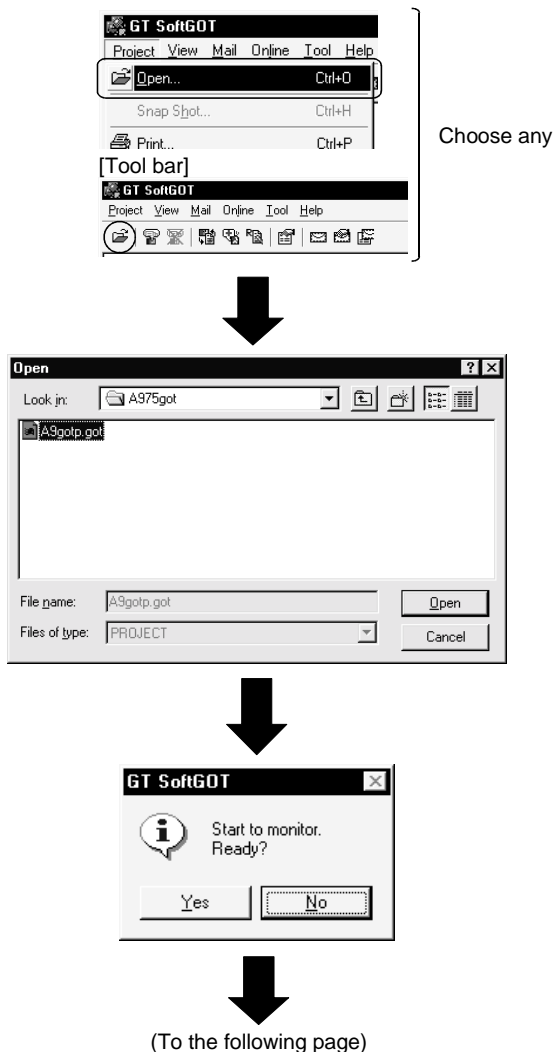 GT SoftGOT
Project View Mail Online Tool Help
Open... Ctrl+O
Snap Shot... Ctrl+H
Print... Ctrl+P
Choose any
[Tool bar]
GT SoftGOT
Project View Mail Online Tool Help
Open
Look in: A975got
A9gotp.got
File name: A9gotp.got Open
Files of type: PROJECT Cancel
GT SoftGOT
Start to monitor.
Ready?
Yes No
(To the following page)